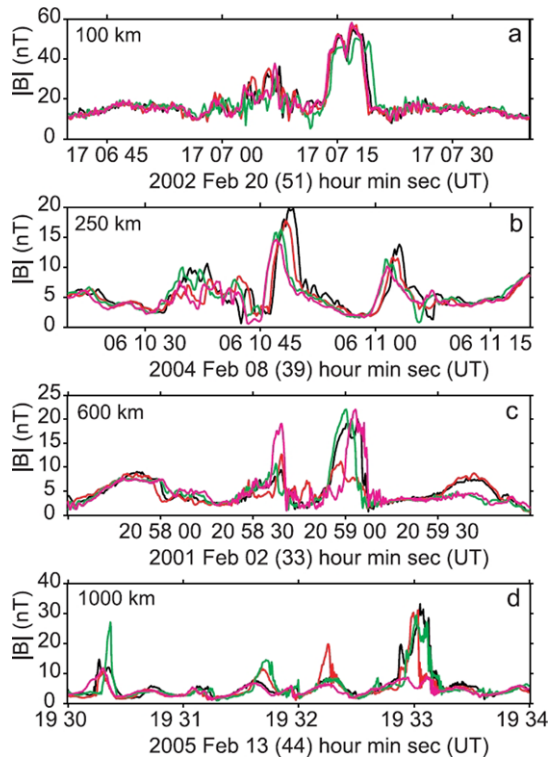 100 km
a
|B| (nT)
60
40
20
0
17 06 45 17 07 00 17 07 15 17 07 30
2002 Feb 20 (51) hour min sec (UT)
250 km
b
|B| (nT)
20
15
10
5
0
06 10 30 06 10 45 06 11 00 06 11 15
2004 Feb 08 (39) hour min sec (UT)
600 km
c
|B| (nT)
25
20
15
10
5
0
20 58 00 20 58 30 20 59 00 20 59 30
2001 Feb 02 (33) hour min sec (UT)
1000 km
d
|B| (nT)
40
30
20
10
0
19 30 19 31 19 32 19 33 19 34
2005 Feb 13 (44) hour min sec (UT)